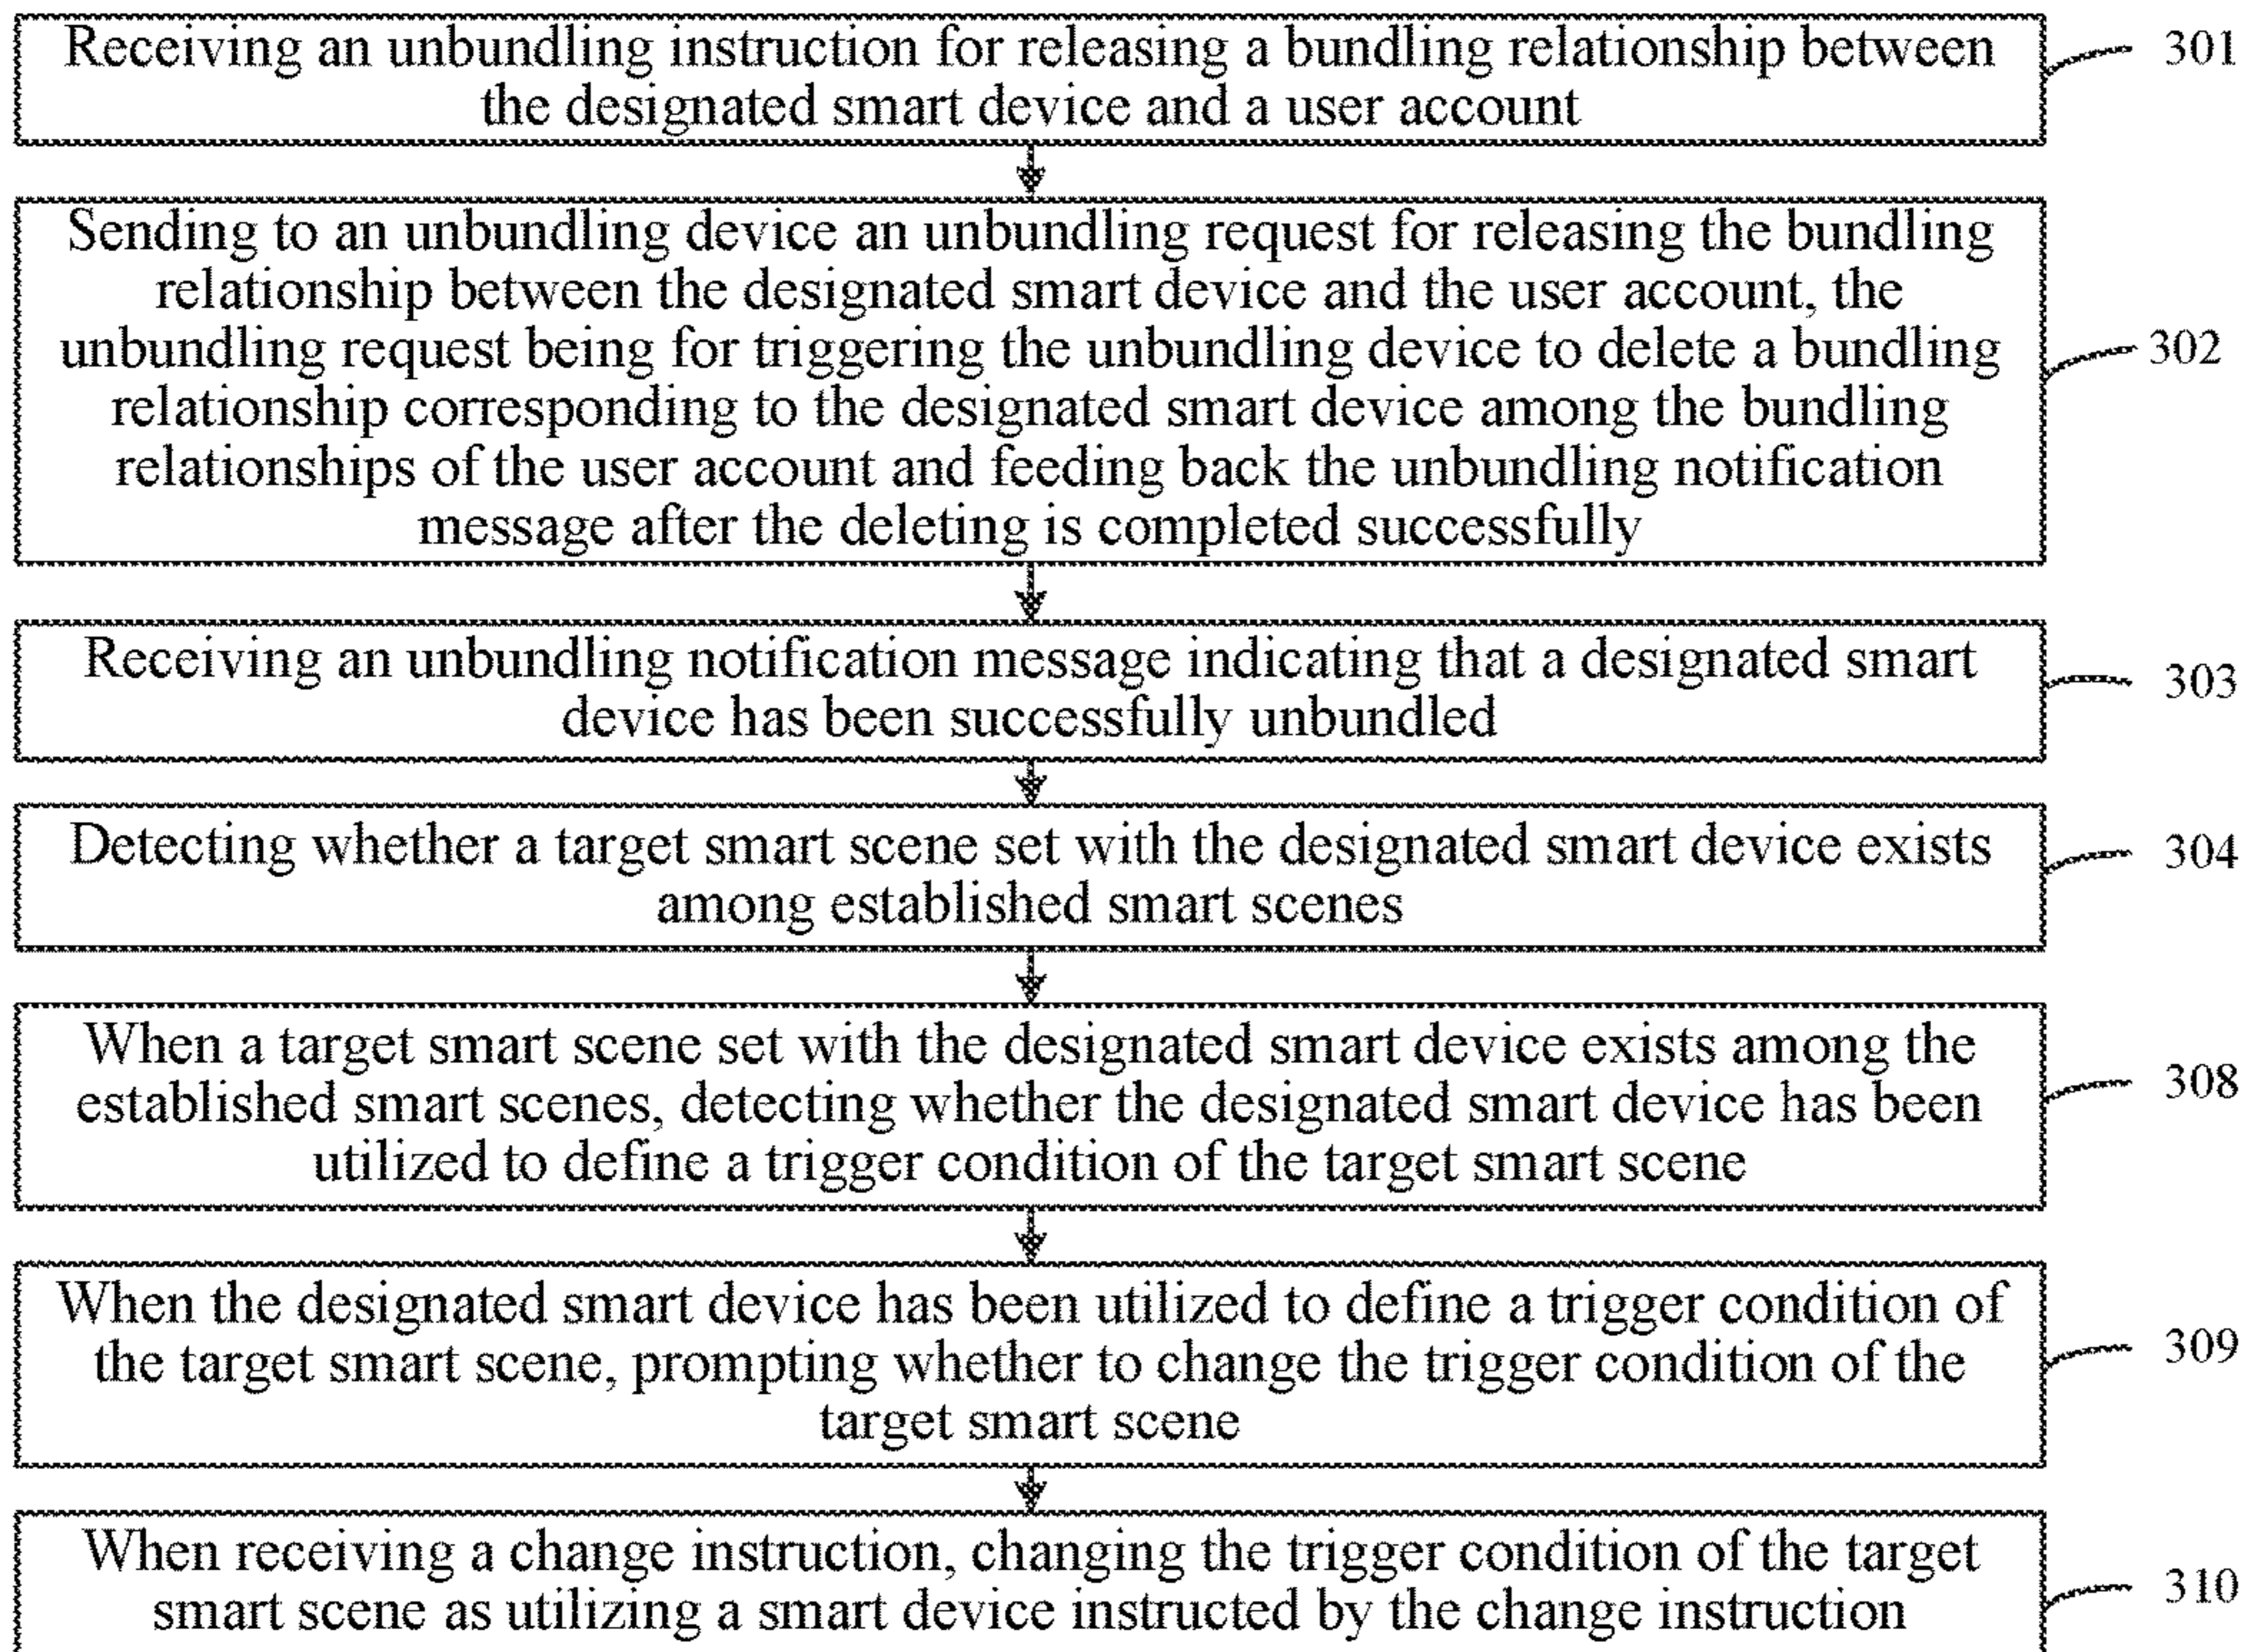 Receiving an unbundling instruction for releasing a bundling relationship between
the designated smart device and a user account
301
Sending to an unbundling device an unbundling request for releasing the bundling
relationship between the designated smart device and the user account, the
unbundling request being for triggering the unbundling device to delete a bundling
relationship corresponding to the designated smart device among the bundling
relationships of the user account and feeding back the unbundling notification
message after the deleting is completed successfully
302
Receiving an unbundling notification message indicating that a designated smart
device has been successfully unbundled
303
Detecting whether a target smart scene set with the designated smart device exists
among established smart scenes
304
When a target smart scene set with the designated smart device exists among the
established smart scenes, detecting whether the designated smart device has been
utilized to define a trigger condition of the target smart scene
308
When the designated smart device has been utilized to define a trigger condition of
the target smart scene, prompting whether to change the trigger condition of the
target smart scene
309
When receiving a change instruction, changing the trigger condition of the target
smart scene as utilizing a smart device instructed by the change instruction
310